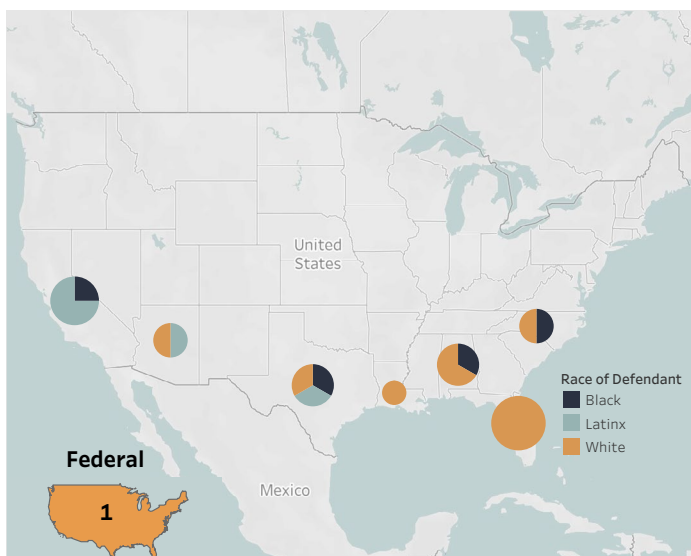 United
States
Race of Defendant
Black
Latinx
White
Federal
1
Mexico